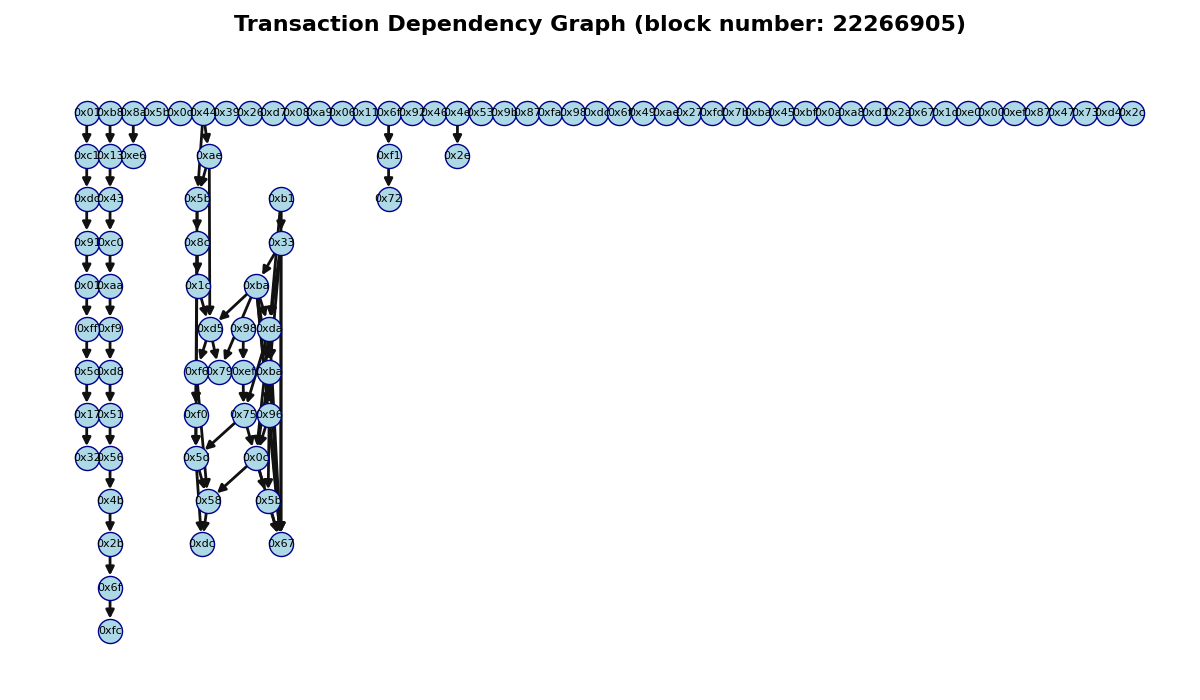 Transaction Dependency Graph (block number: 22266905)
0x01 0xb8 0x8a 0x5b 0x0d 0x44 0x39 0x26 0xd7 0x08 0xa9 0x06 0x11 0x6f 0x92 0x46 0x4e 0x53 0x9b 0x87 0xfa 0x98 0xdc 0x6f 0x49 0xae 0x27 0xfd 0x7b 0xba 0x45 0xbf 0x0a 0xa8 0xd1 0x2a 0x67 0x1c 0xe0 0x00 0xef 0x87 0x47 0x73 0xd4 0x2c
0xc1 0x13 0xe6 0xae 0xf1 0x2e
0xdc 0x43 0x5b 0xb1 0x72
0x91 0xc0 0x8c 0x33
0x01 0xaa 0x1c 0xba
0xff 0xf9 0xd5 0x98 0xda
0x5c 0xd8 0xf6 0x79 0xef 0xba
0x17 0x51 0xf0 0x75 0x96
0x32 0x56 0x5c 0x0c
0x4b 0x58 0x5b
0x2b 0xdc 0x67
0x6f
0xfc